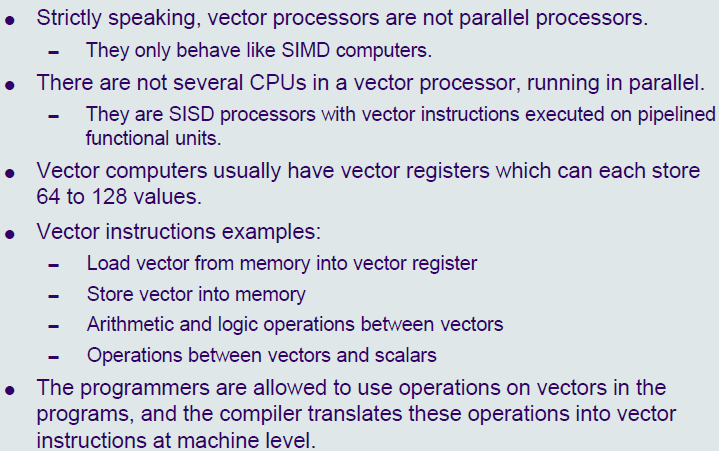 ● Strictly speaking, vector processors are not parallel processors.
– They only behave like SIMD computers.
● There are not several CPUs in a vector processor, running in parallel.
– They are SISD processors with vector instructions executed on pipelined
functional units.
● Vector computers usually have vector registers which can each store
64 to 128 values.
● Vector instructions examples:
– Load vector from memory into vector register
– Store vector into memory
– Arithmetic and logic operations between vectors
– Operations between vectors and scalars
● The programmers are allowed to use operations on vectors in the
programs, and the compiler translates these operations into vector
instructions at machine level.